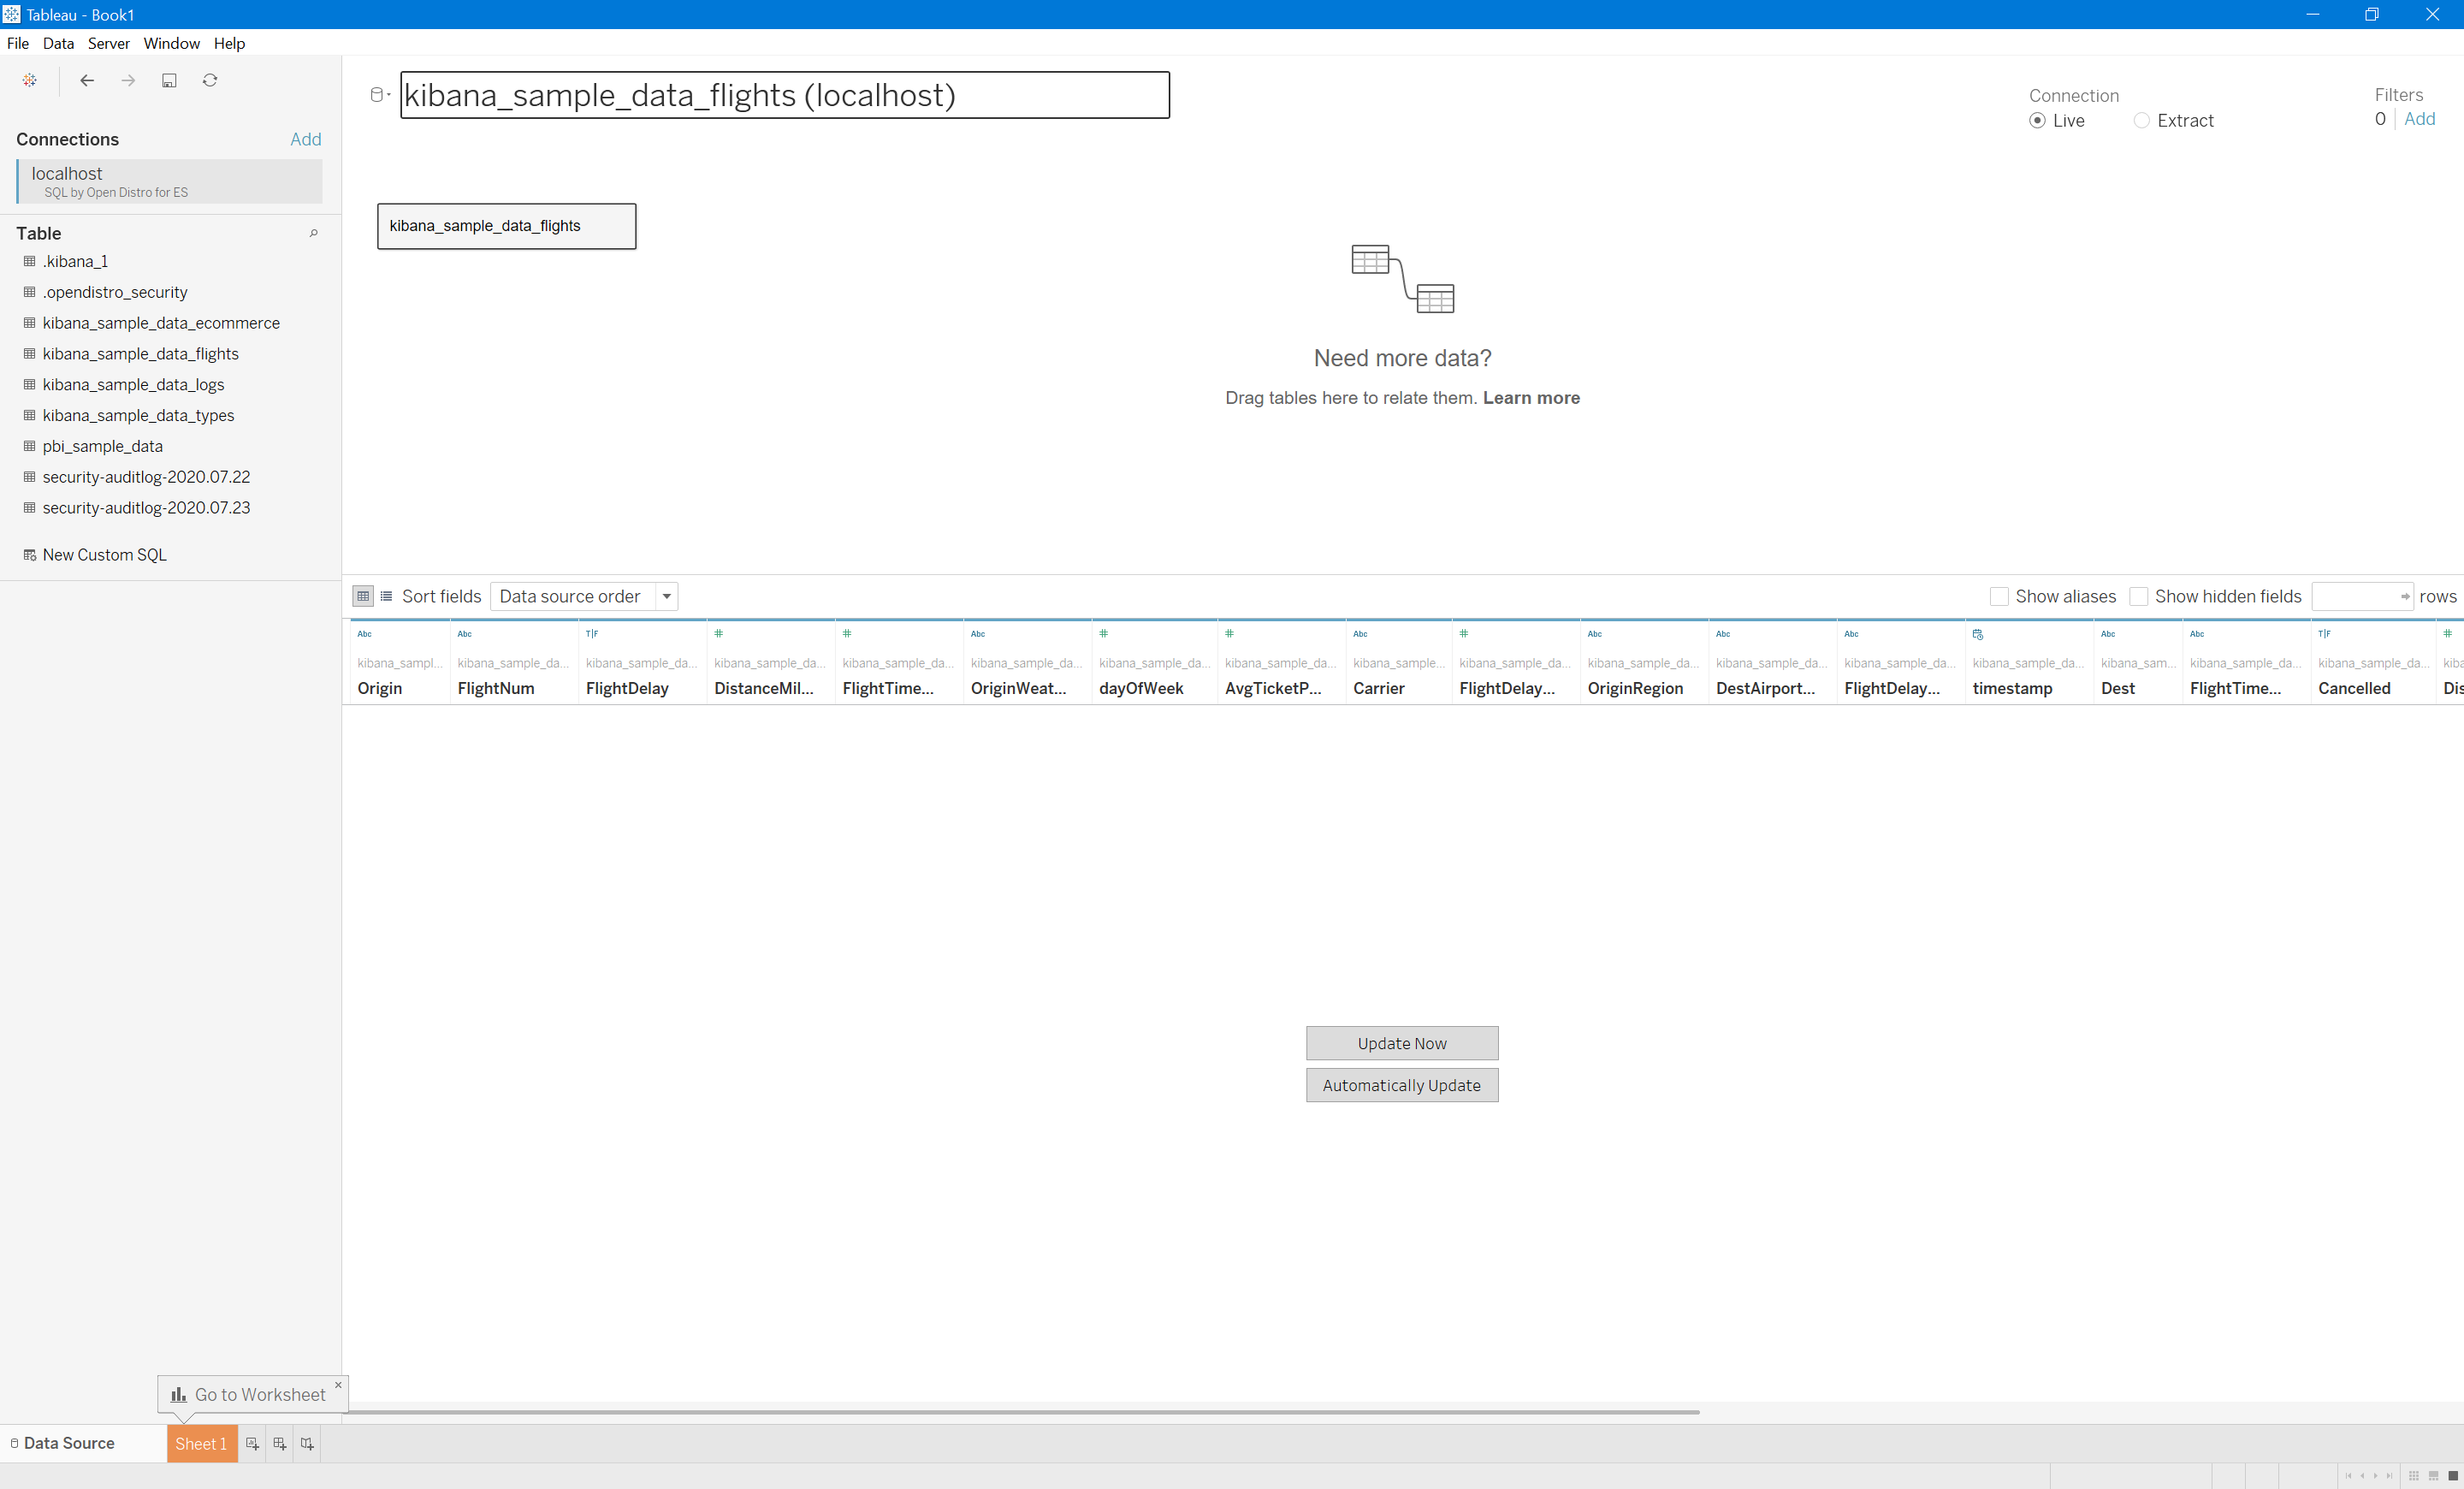 Tableau - Book1
File Data Server Window Help
Connections Add
localhost
SQL by Open Distro for ES
Table
.kibana_1
.opendistro_security
kibana_sample_data_ecommerce
kibana_sample_data_flights
kibana_sample_data_logs
kibana_sample_data_types
pbi_sample_data
security-auditlog-2020.07.22
security-auditlog-2020.07.23
New Custom SQL
kibana_sample_data_flights (localhost)
Connection
Live Extract
Filters
0 Add
kibana_sample_data_flights
Need more data?
Drag tables here to relate them. Learn more
Sort fields Data source order Show aliases Show hidden fields rows
Abc Abc T|F # # Abc # # Abc # Abc Abc Abc Abc Abc T|F #
kibana_sampl... kibana_sample_da... kibana_sample_da... kibana_sample_da... kibana_sample_da... kibana_sample_da... kibana_sample_da... kibana_sample_da... kibana_sample... kibana_sample_da... kibana_sample_da... kibana_sample_da... kibana_sample_da... kibana_sample_da... kibana_sam... kibana_sample_da... kibana_sample_da... kiba
Origin FlightNum FlightDelay DistanceMil... FlightTime... OriginWeat... dayOfWeek AvgTicketP... Carrier FlightDelay... OriginRegion DestAirport... FlightDelay... timestamp Dest FlightTime... Cancelled Dis
Update Now
Automatically Update
Go to Worksheet
Data Source Sheet 1